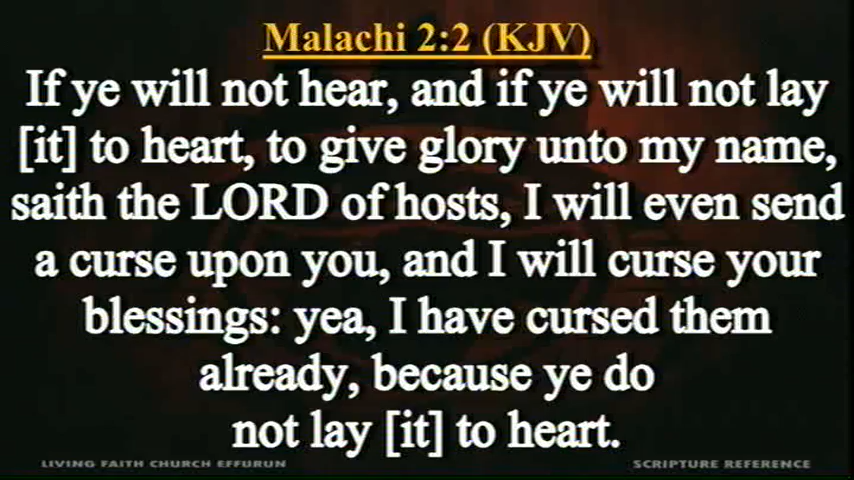 Malachi 2:2 (KJV)
If ye will not hear, and if ye will not lay
[it] to heart, to give glory unto my name,
saith the LORD of hosts, I will even send
a curse upon you, and I will curse your
blessings: yea, I have cursed them
already, because ye do
not lay [it] to heart.
LIVING FAITH CHURCH EFFURUN
SCRIPTURE REFERENCE